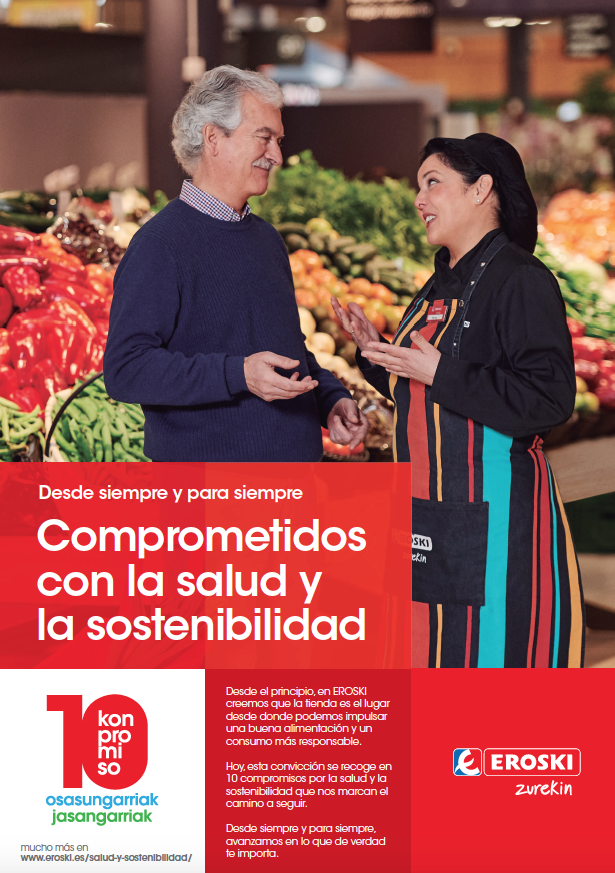 Desde siempre y para siempre
Comprometidos
con la salud y
la sostenibilidad
10
kon
pro
mi
so
osasungarriak
jasangarriak
mucho más en
www.eroski.es/salud-y-sostenibilidad/
Desde el principio, en EROSKI
creemos que la tienda es el lugar
desde donde podemos impulsar
una buena alimentación y un
consumo más responsable.
Hoy, esta convicción se recoge en
10 compromisos por la salud y la
sostenibilidad que nos marcan el
camino a seguir.
Desde siempre y para siempre,
avanzamos en lo que de verdad
te importa.
EROSKI
zurekin